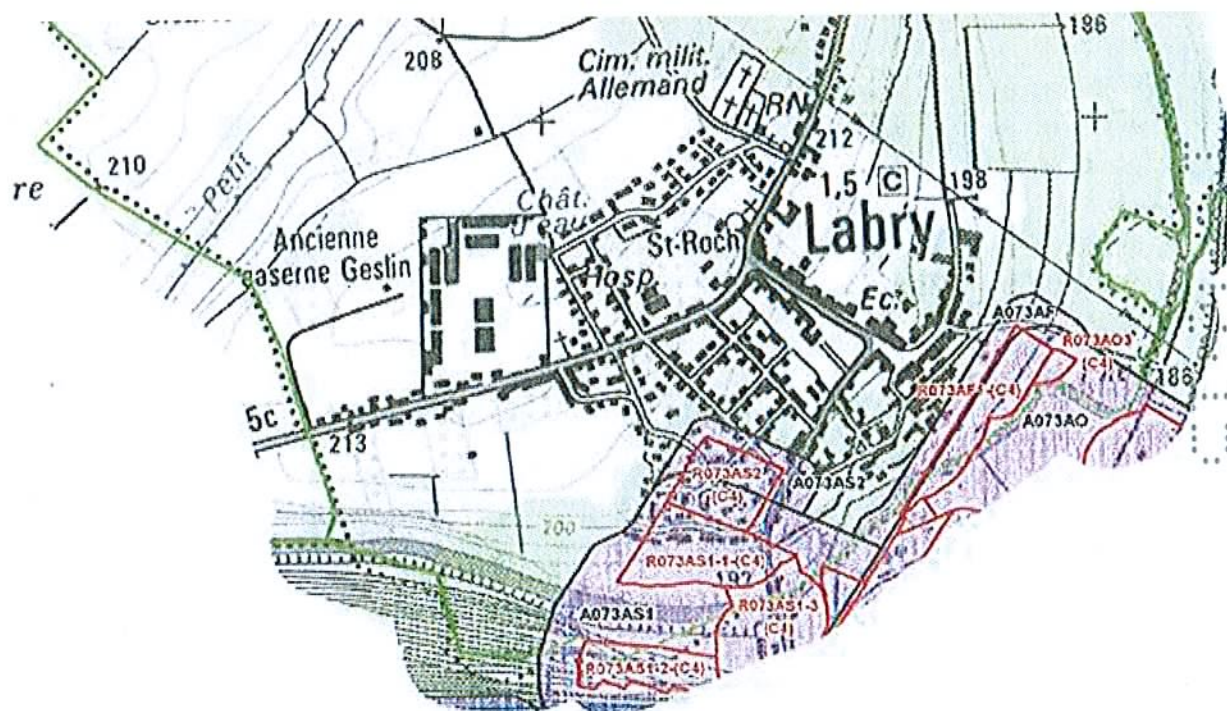 186
208
Cim. milit.
Allemand
RN
212
210
Petit
re
1,5 C
198
Chât.
d'eau
Labry
St-Roch
Ancienne
caserne Geslin
Hosp.
Ec.
A073AF
R073AO3
(C4)
186
R073AF1-(C4)
A073AO
5c
213
R073AS2
(C4)
A073AS2
200
R073AS1-1-(C4)
197
R073AS1-3
(C4)
A073AS1
R073AS1-2-(C4)